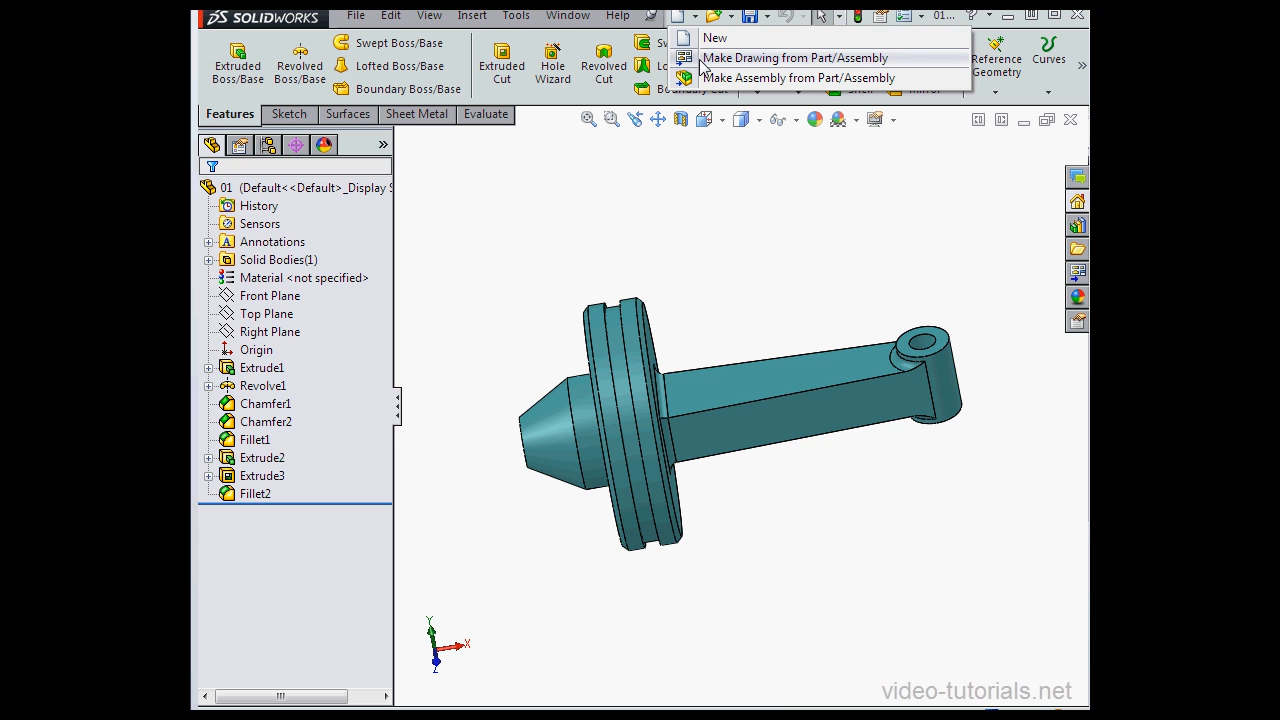 SOLIDWORKS File Edit View Insert Tools Window Help 01... ?
New
Make Drawing from Part/Assembly
Make Assembly from Part/Assembly
Extruded Boss/Base
Revolved Boss/Base
Swept Boss/Base
Lofted Boss/Base
Boundary Boss/Base
Extruded Cut
Hole Wizard
Revolved Cut
Reference Geometry
Curves
Features Sketch Surfaces Sheet Metal Evaluate
01 (Default<<Default>_Display S
History
Sensors
Annotations
Solid Bodies(1)
Material <not specified>
Front Plane
Top Plane
Right Plane
Origin
Extrude1
Revolve1
Chamfer1
Chamfer2
Fillet1
Extrude2
Extrude3
Fillet2
Y
X
Z
video-tutorials.net